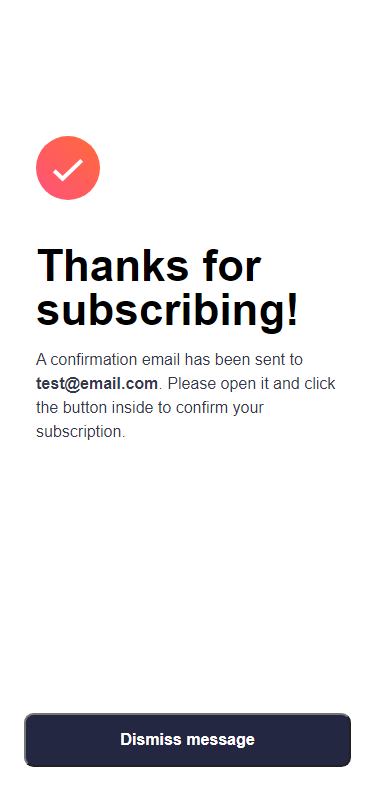 Thanks for
subscribing!
A confirmation email has been sent to
test@email.com. Please open it and click
the button inside to confirm your
subscription.
Dismiss message